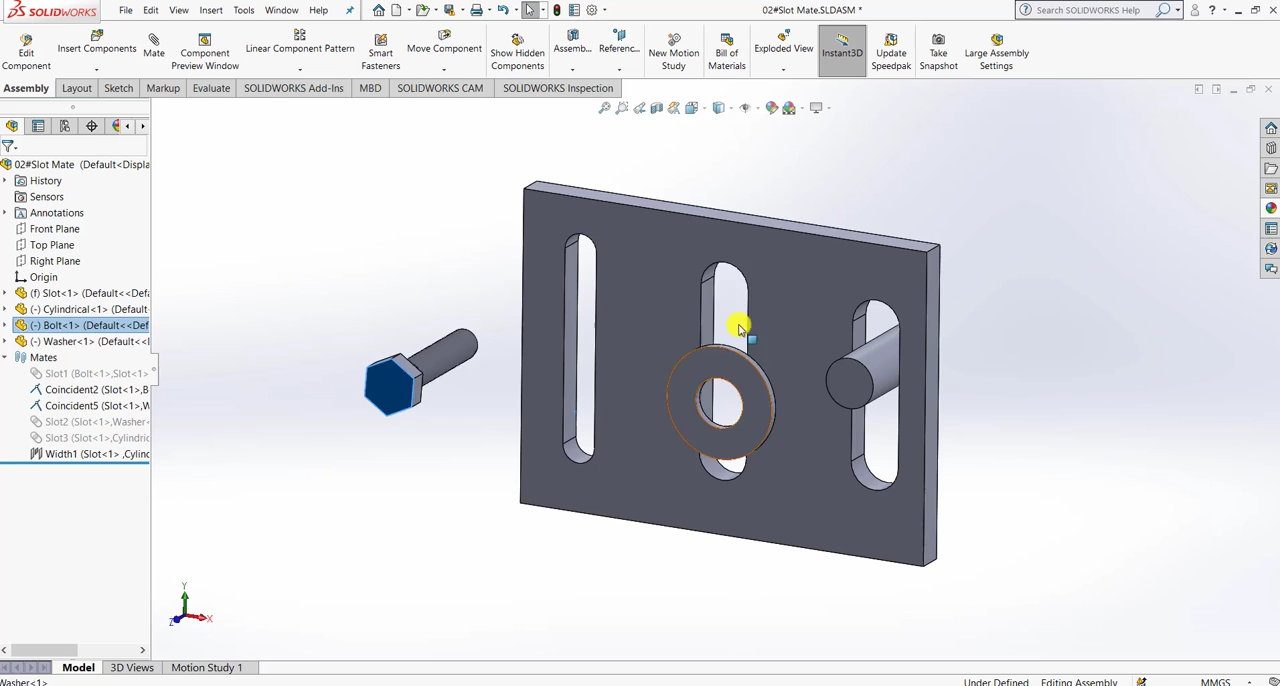 SOLIDWORKS File Edit View Insert Tools Window Help 02#Slot Mate.SLDASM * Search SOLIDWORKS Help ?
Edit Component
Insert Components
Mate
Component Preview Window
Linear Component Pattern
Smart Fasteners
Move Component
Show Hidden Components
Assemb...
Referenc...
New Motion Study
Bill of Materials
Exploded View
Instant3D
Update Speedpak
Take Snapshot
Large Assembly Settings
Assembly Layout Sketch Markup Evaluate SOLIDWORKS Add-Ins MBD SOLIDWORKS CAM SOLIDWORKS Inspection
02#Slot Mate (Default<Displa
History
Sensors
Annotations
Front Plane
Top Plane
Right Plane
Origin
(f) Slot<1> (Default<<Defa
(-) Cylindrical<1> (Default
(-) Bolt<1> (Default<<Def
(-) Washer<1> (Default<<
Mates
Slot1 (Bolt<1>,Slot<
Coincident2 (Slot<1>,B
Coincident5 (Slot<1>,W
Slot2 (Slot<1>,Washer<
Slot3 (Slot<1>,Cylindri
Width1 (Slot<1> ,Cylin
Y
Z X
Model 3D Views Motion Study 1
Washer<1> Under Defined Editing Assembly MMGS